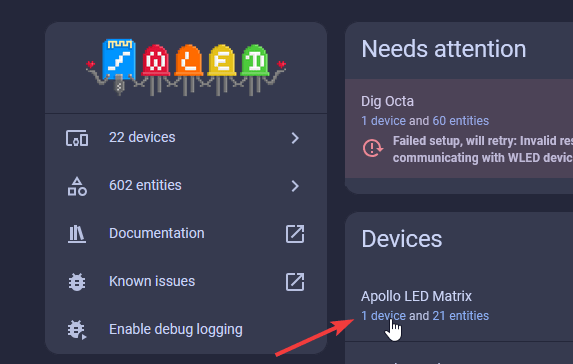 WLED
22 devices
602 entities
Documentation
Known issues
Enable debug logging
Needs attention
Dig Octa
1 device and 60 entities
Failed setup, will retry: Invalid res
communicating with WLED devic
Devices
Apollo LED Matrix
1 device and 21 entities